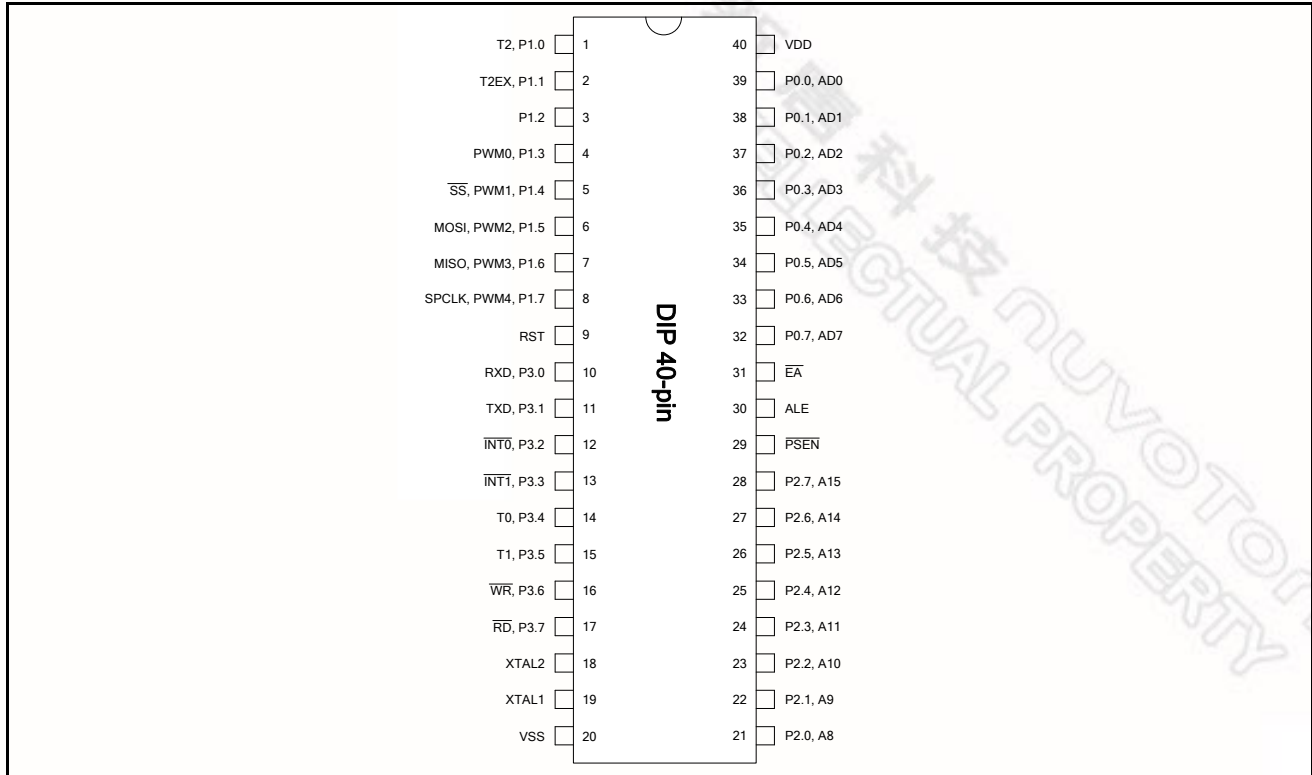 T2, P1.0 1 40 VDD
T2EX, P1.1 2 39 P0.0, AD0
P1.2 3 38 P0.1, AD1
PWM0, P1.3 4 37 P0.2, AD2
S̅S̅, PWM1, P1.4 5 36 P0.3, AD3
MOSI, PWM2, P1.5 6 35 P0.4, AD4
MISO, PWM3, P1.6 7 34 P0.5, AD5
SPCLK, PWM4, P1.7 8 33 P0.6, AD6
RST 9 32 P0.7, AD7
RXD, P3.0 10 31 E̅A̅
TXD, P3.1 11 30 ALE
I̅N̅T̅0̅, P3.2 12 29 P̅S̅E̅N̅
I̅N̅T̅1̅, P3.3 13 28 P2.7, A15
T0, P3.4 14 27 P2.6, A14
T1, P3.5 15 26 P2.5, A13
W̅R̅, P3.6 16 25 P2.4, A12
R̅D̅, P3.7 17 24 P2.3, A11
XTAL2 18 23 P2.2, A10
XTAL1 19 22 P2.1, A9
VSS 20 21 P2.0, A8
DIP 40-pin
科技 nuvoTon
PROPERTY